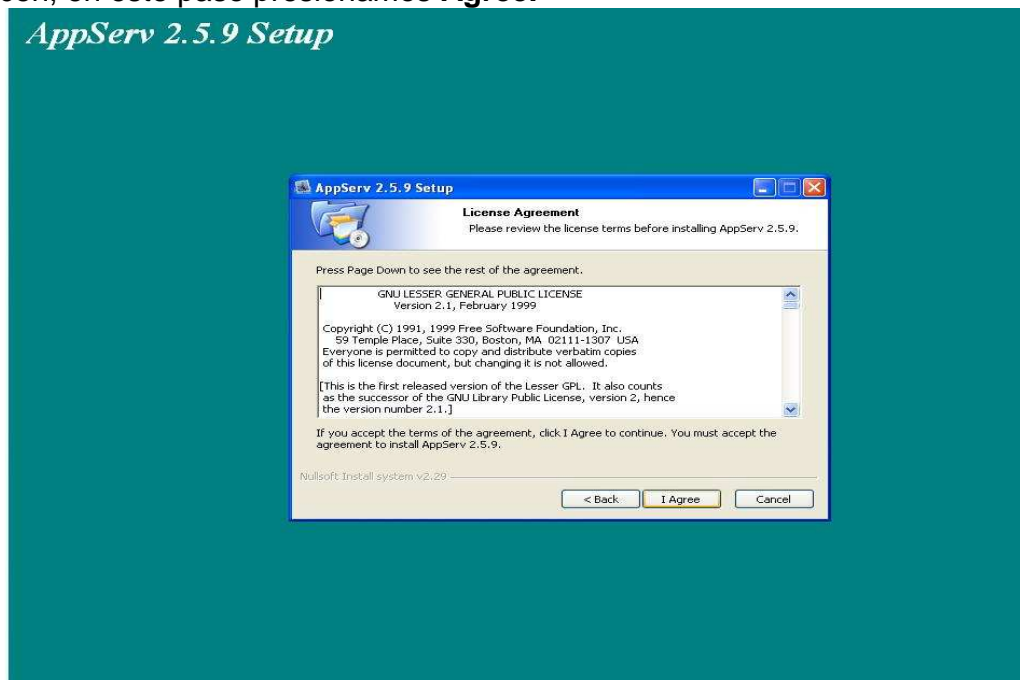 en este paso presionamos Agree.
AppServ 2.5.9 Setup
AppServ 2.5.9 Setup
License Agreement
Please review the license terms before installing AppServ 2.5.9.
Press Page Down to see the rest of the agreement.
GNU LESSER GENERAL PUBLIC LICENSE
Version 2.1, February 1999
Copyright (C) 1991, 1999 Free Software Foundation, Inc.
59 Temple Place, Suite 330, Boston, MA 02111-1307 USA
Everyone is permitted to copy and distribute verbatim copies
of this license document, but changing it is not allowed.
[This is the first released version of the Lesser GPL. It also counts
as the successor of the GNU Library Public License, version 2, hence
the version number 2.1.]
If you accept the terms of the agreement, click I Agree to continue. You must accept the
agreement to install AppServ 2.5.9.
Nullsoft Install system v2.29
< Back
I Agree
Cancel